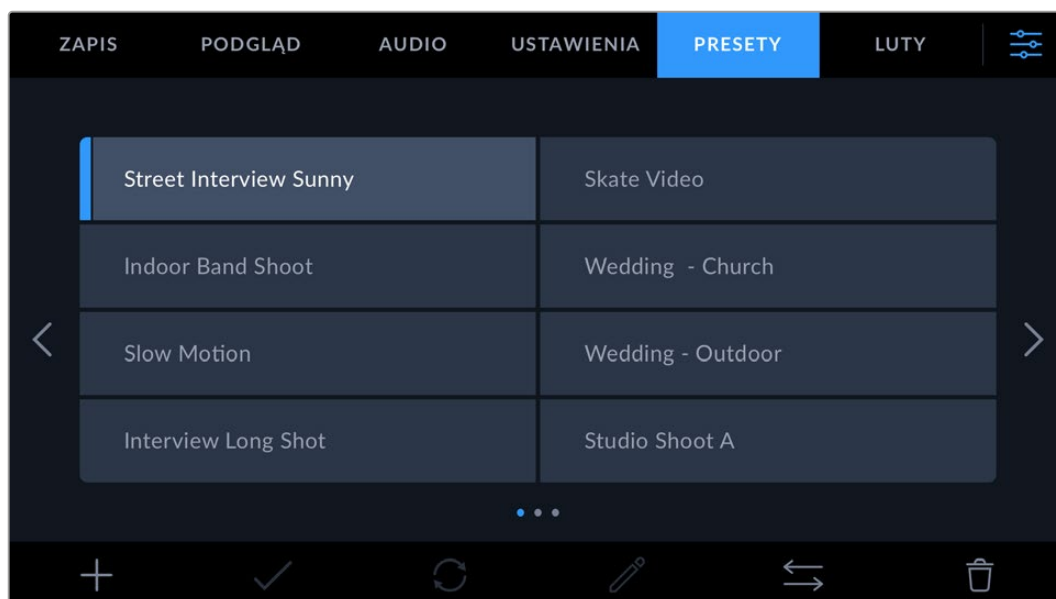 ZAPIS PODGLĄD AUDIO USTAWIENIA PRESETY LUTY
Street Interview Sunny Skate Video
Indoor Band Shoot Wedding - Church
Slow Motion Wedding - Outdoor
Interview Long Shot Studio Shoot A